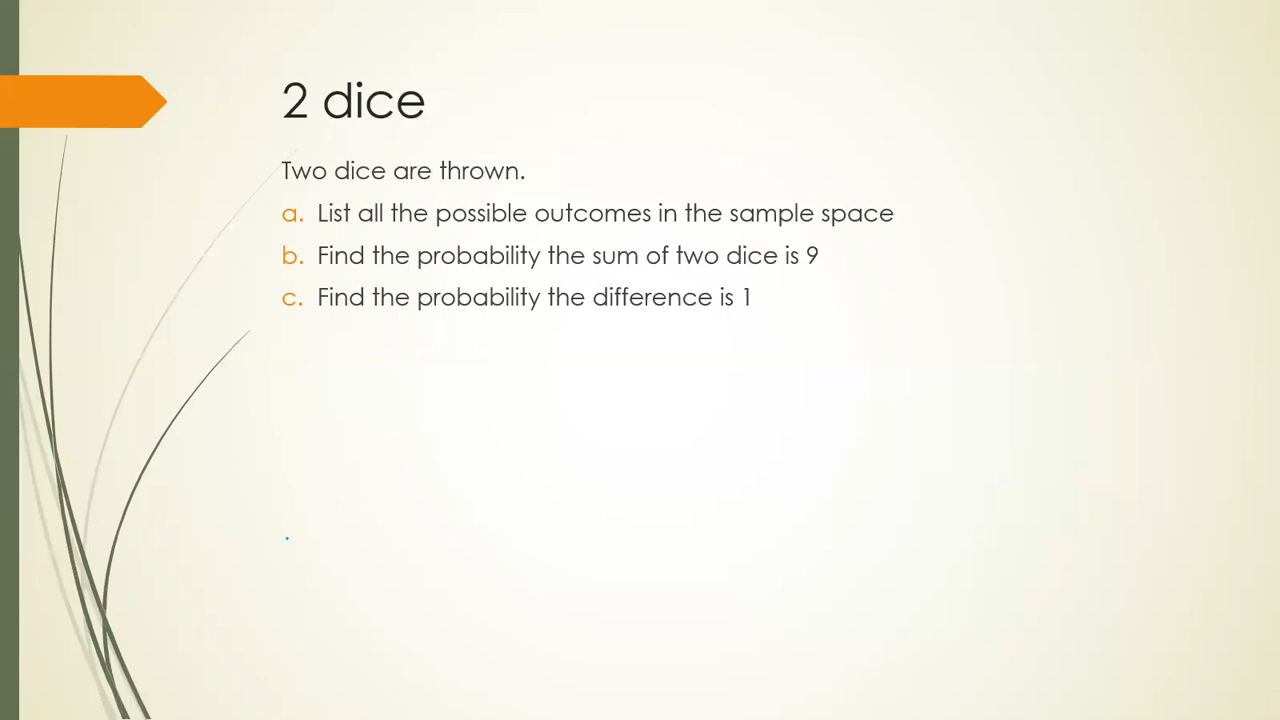 2 dice
Two dice are thrown.
a. List all the possible outcomes in the sample space
b. Find the probability the sum of two dice is 9
c. Find the probability the difference is 1